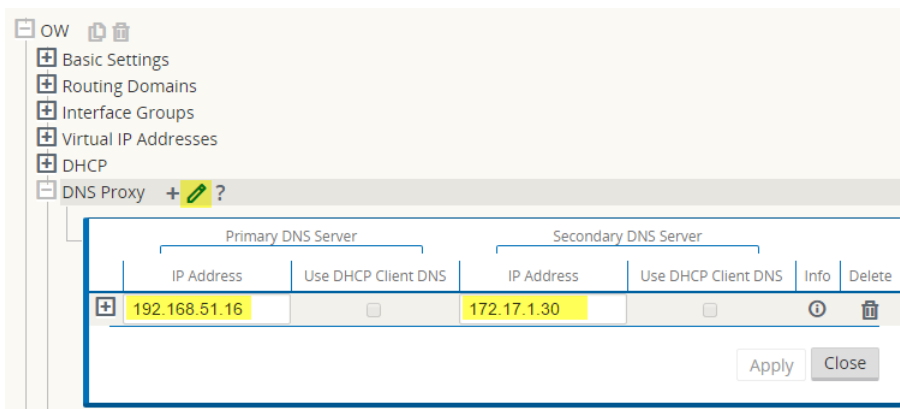 OW
Basic Settings
Routing Domains
Interface Groups
Virtual IP Addresses
DHCP
DNS Proxy + ?
Primary DNS Server Secondary DNS Server
IP Address Use DHCP Client DNS IP Address Use DHCP Client DNS Info Delete
192.168.51.16 172.17.1.30
Apply Close